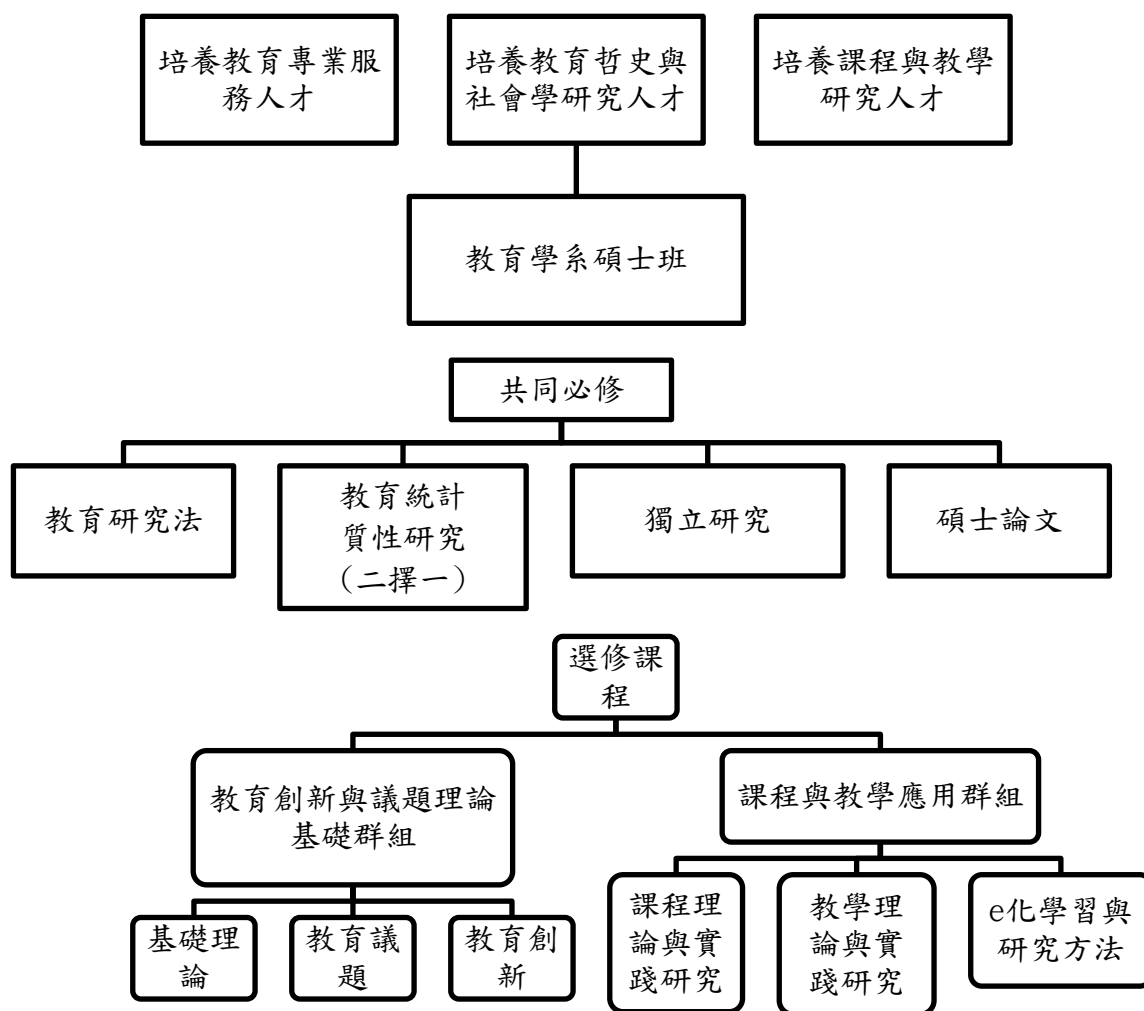 培養教育專業服
務人才
培養教育哲史與
社會學研究人才
培養課程與教學
研究人才
教育學系碩士班
共同必修
教育研究法
教育統計
質性研究
(二擇一)
獨立研究
碩士論文
選修課
程
教育創新與議題理論
基礎群組
課程與教學應用群組
基礎理
論
教育議
題
教育創
新
課程理
論與實
踐研究
教學理
論與實
踐研究
e化學習與
研究方法